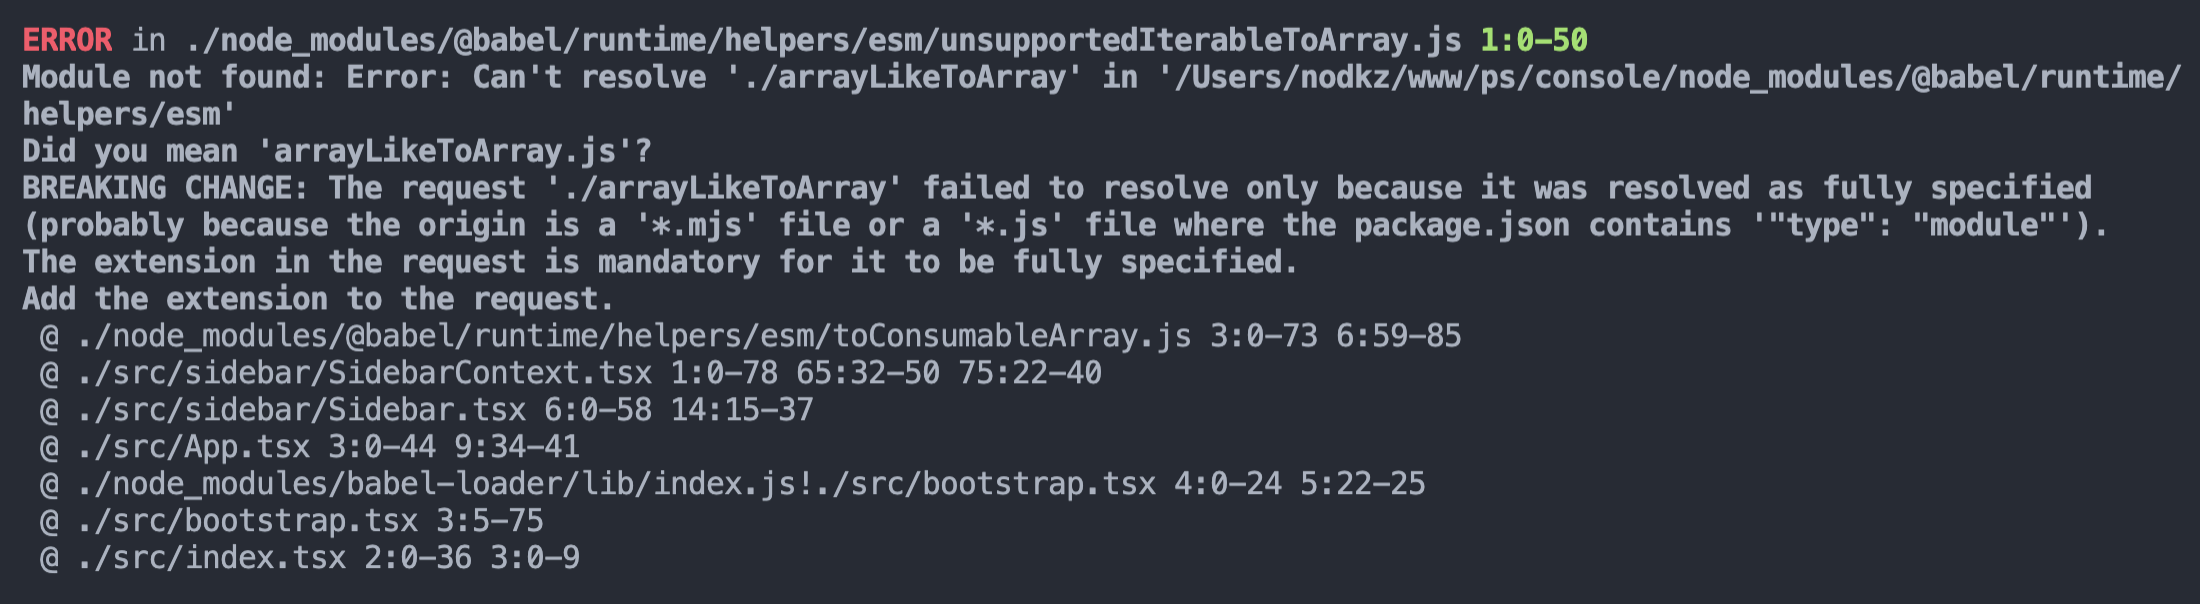 ERROR in ./node_modules/@babel/runtime/helpers/esm/unsupportedIterableToArray.js 1:0-50
Module not found: Error: Can't resolve './arrayLikeToArray' in '/Users/nodkz/www/ps/console/node_modules/@babel/runtime/
helpers/esm'
Did you mean 'arrayLikeToArray.js'?
BREAKING CHANGE: The request './arrayLikeToArray' failed to resolve only because it was resolved as fully specified
(probably because the origin is a '*.mjs' file or a '*.js' file where the package.json contains '"type": "module"').
The extension in the request is mandatory for it to be fully specified.
Add the extension to the request.
 @ ./node_modules/@babel/runtime/helpers/esm/toConsumableArray.js 3:0-73 6:59-85
 @ ./src/sidebar/SidebarContext.tsx 1:0-78 65:32-50 75:22-40
 @ ./src/sidebar/Sidebar.tsx 6:0-58 14:15-37
 @ ./src/App.tsx 3:0-44 9:34-41
 @ ./node_modules/babel-loader/lib/index.js!./src/bootstrap.tsx 4:0-24 5:22-25
 @ ./src/bootstrap.tsx 3:5-75
 @ ./src/index.tsx 2:0-36 3:0-9